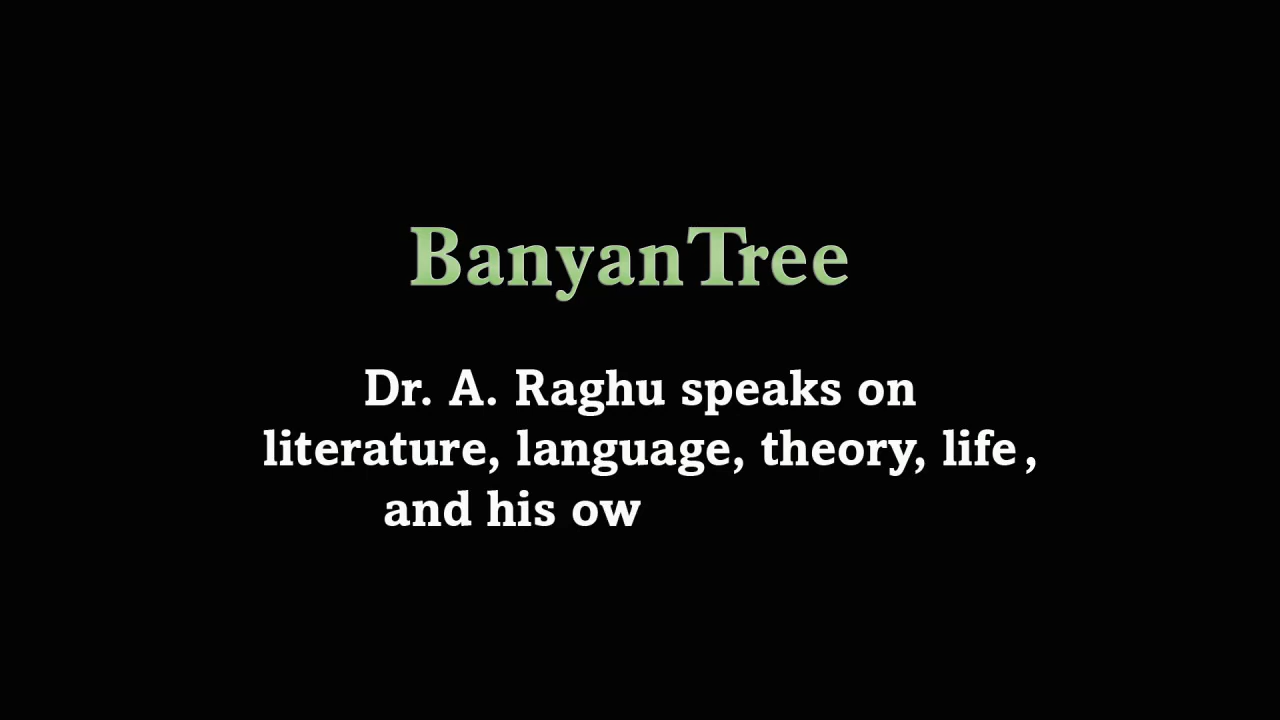 BanyanTree
Dr. A. Raghu speaks on
literature, language, theory, life,
and his ow